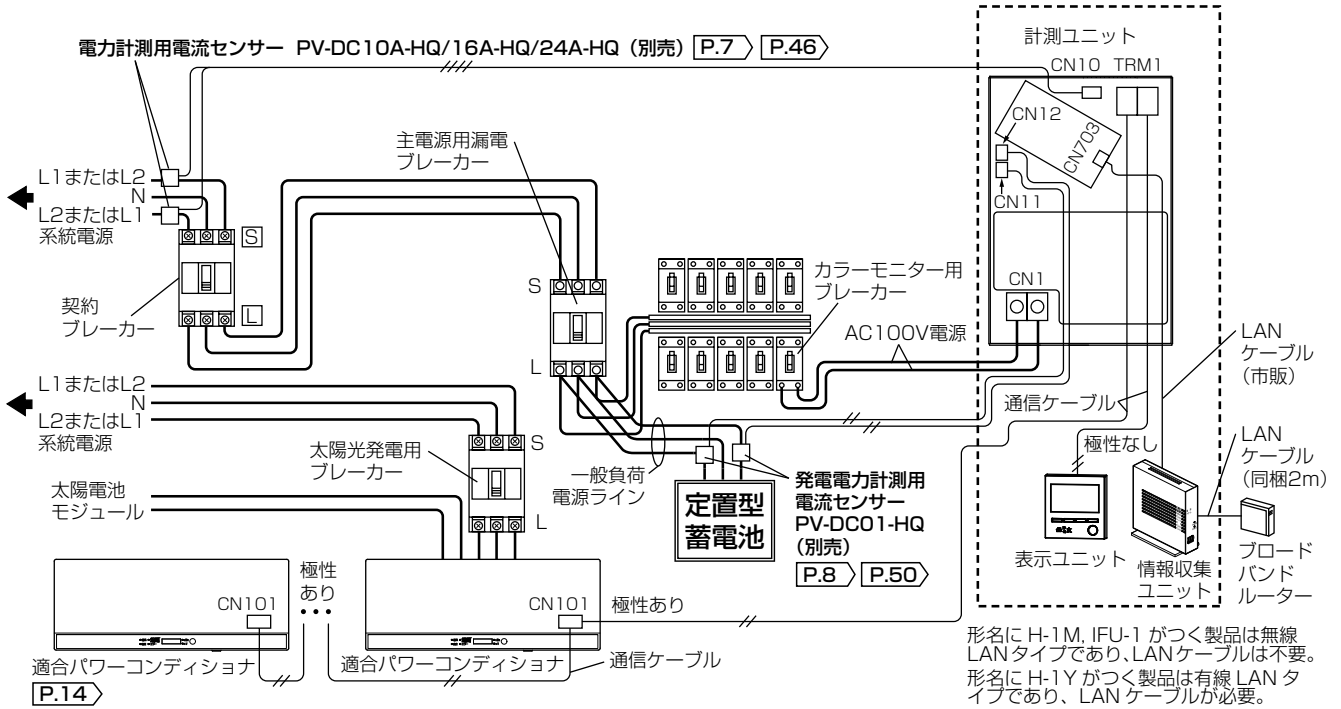 電力計測用電流センサー PV-DC10A-HQ/16A-HQ/24A-HQ（別売） P.7 P.46
計測ユニット
CN10 TRM1
CN12
CN703
CN11
CN1
主電源用漏電
ブレーカー
L1またはL2
N
L2またはL1
系統電源
S
L
契約
ブレーカー
S
L
カラーモニター用
ブレーカー
AC100V電源
LAN
ケーブル
（市販）
通信ケーブル
L1またはL2
N
L2またはL1
系統電源
太陽光発電用
ブレーカー
S
L
一般負荷
電源ライン
太陽電池
モジュール
定置型
蓄電池
発電電力計測用
電流センサー
PV-DC01-HQ
（別売）
P.8 P.50
極性なし
LAN
ケーブル
（同梱2m）
表示ユニット
情報収集
ユニット
ブロード
バンド
ルーター
CN101
極性
あり
CN101
極性あり
適合パワーコンディショナ
P.14
適合パワーコンディショナ
通信ケーブル
形名に H-1M, IFU-1 がつく製品は無線
LANタイプであり、LANケーブルは不要。
形名に H-1Y がつく製品は有線 LAN タ
イプであり、LAN ケーブルが必要。